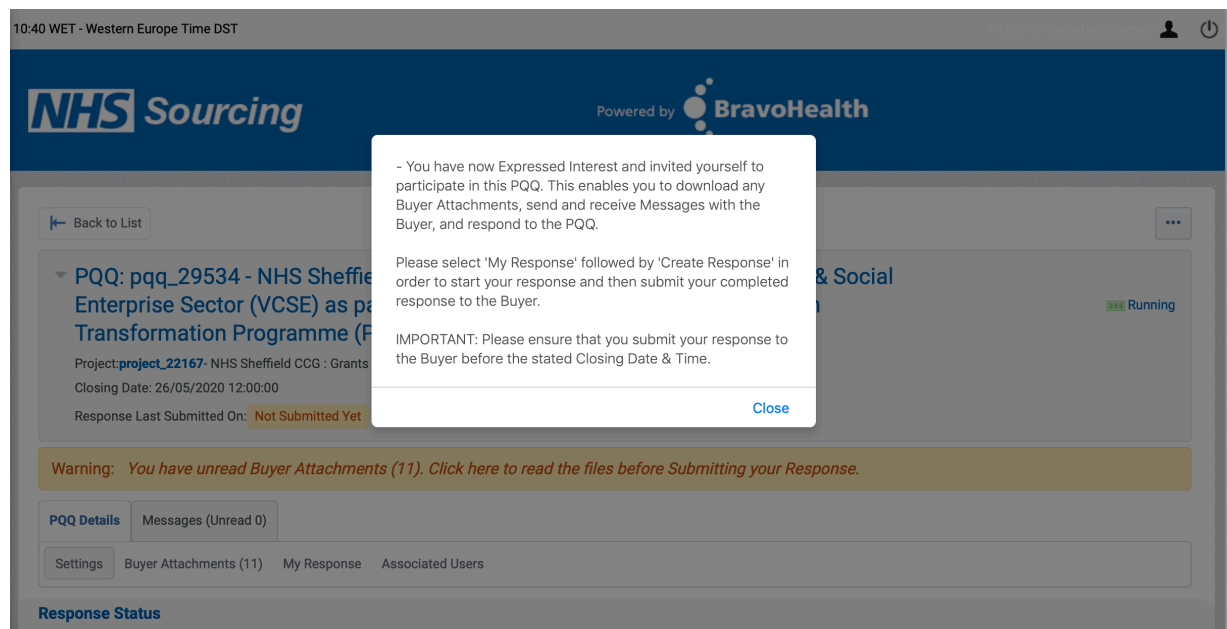 10:40 WET - Western Europe Time DST
NHS Sourcing
Powered by BravoHealth
- You have now Expressed Interest and invited yourself to
participate in this PQQ. This enables you to download any
Buyer Attachments, send and receive Messages with the
Buyer, and respond to the PQQ.
Please select 'My Response' followed by 'Create Response' in
order to start your response and then submit your completed
response to the Buyer.
IMPORTANT: Please ensure that you submit your response to
the Buyer before the stated Closing Date & Time.
Close
Back to List
...
PQQ: pqq_29534 - NHS Sheffie & Social
Enterprise Sector (VCSE) as pa
Transformation Programme (P
Running
Project:project_22167- NHS Sheffield CCG : Grants
Closing Date: 26/05/2020 12:00:00
Response Last Submitted On: Not Submitted Yet
Warning: You have unread Buyer Attachments (11). Click here to read the files before Submitting your Response.
PQQ Details Messages (Unread 0)
Settings Buyer Attachments (11) My Response Associated Users
Response Status